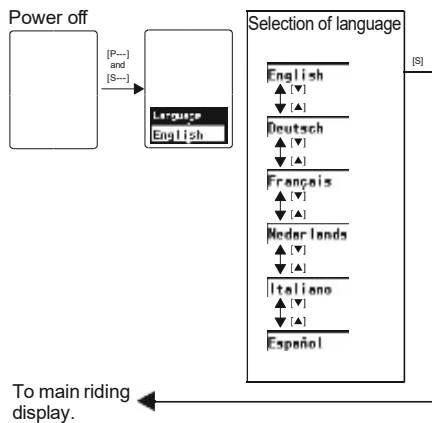 Power off
[P---]
and
[S---]
Language
English
Selection of language
[S]
English
[▼]
[▲]
Deutsch
[▼]
[▲]
Français
[▼]
[▲]
Nederlands
[▼]
[▲]
Italiano
[▼]
[▲]
Español
To main riding
display.